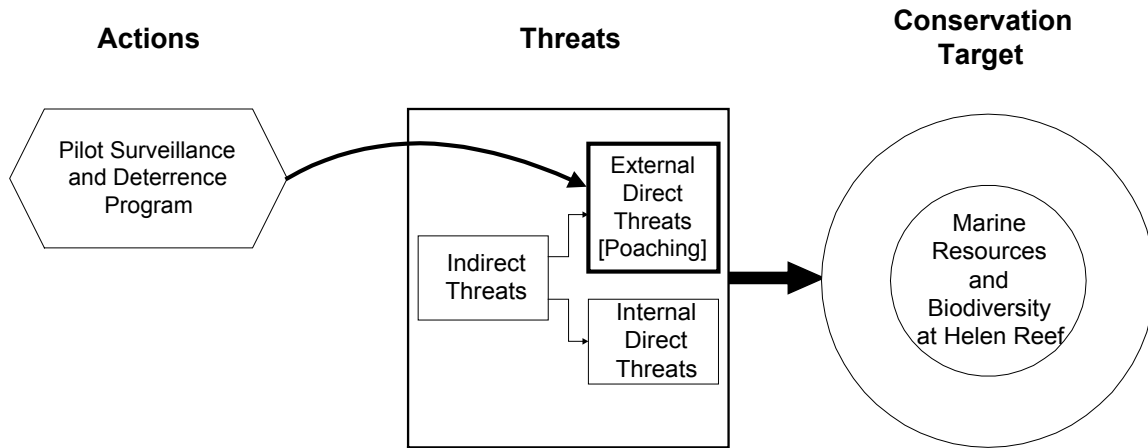 Actions
Threats
Conservation
Target
Pilot Surveillance
and Deterrence
Program
External
Direct
Threats
[Poaching]
Indirect
Threats
Internal
Direct
Threats
Marine
Resources
and
Biodiversity
at Helen Reef